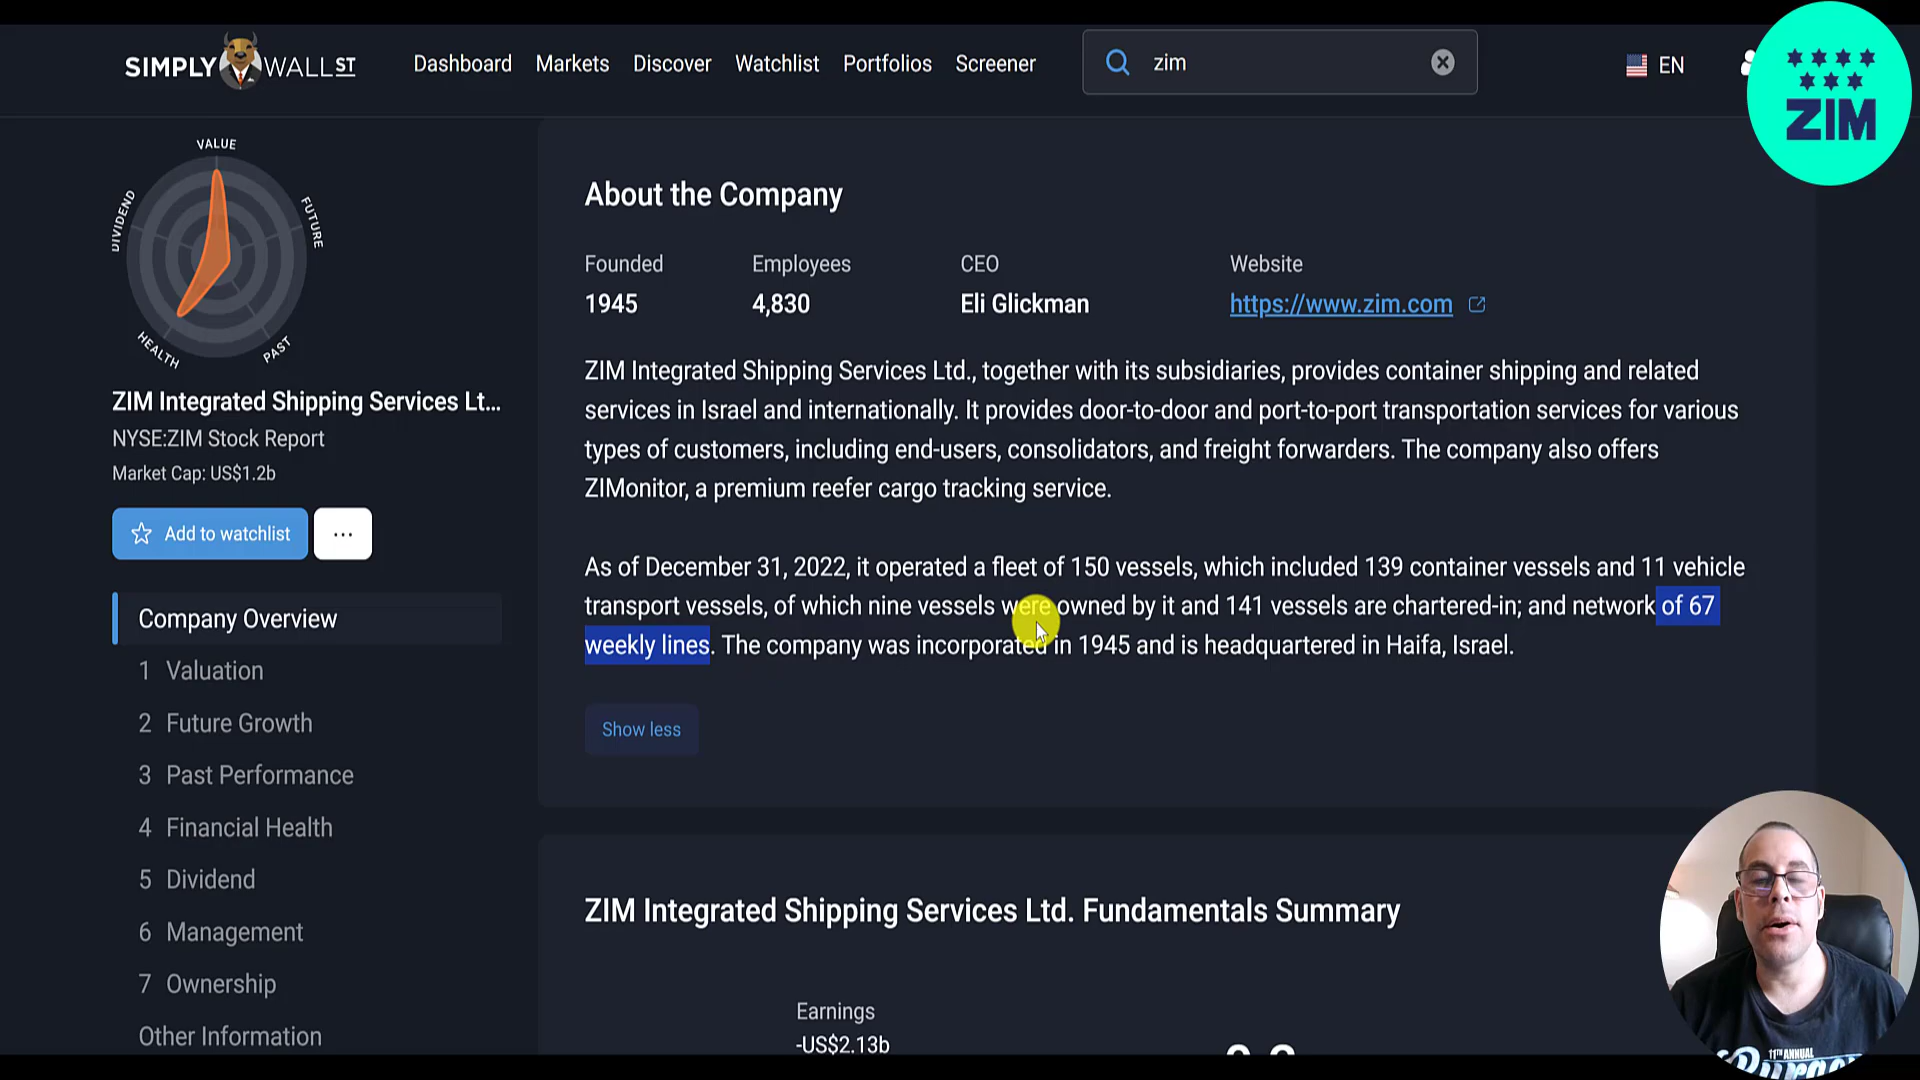 SIMPLY WALL ST
Dashboard Markets Discover Watchlist Portfolios Screener
zim
EN
ZIM
VALUE
FUTURE
PAST
HEALTH
DIVIDEND
ZIM Integrated Shipping Services Lt...
NYSE:ZIM Stock Report
Market Cap: US$1.2b
Add to watchlist
...
Company Overview
1 Valuation
2 Future Growth
3 Past Performance
4 Financial Health
5 Dividend
6 Management
7 Ownership
Other Information
About the Company
Founded Employees CEO Website
1945 4,830 Eli Glickman https://www.zim.com
ZIM Integrated Shipping Services Ltd., together with its subsidiaries, provides container shipping and related
services in Israel and internationally. It provides door-to-door and port-to-port transportation services for various
types of customers, including end-users, consolidators, and freight forwarders. The company also offers
ZIMonitor, a premium reefer cargo tracking service.
As of December 31, 2022, it operated a fleet of 150 vessels, which included 139 container vessels and 11 vehicle
transport vessels, of which nine vessels were owned by it and 141 vessels are chartered-in; and network of 67
weekly lines. The company was incorporated in 1945 and is headquartered in Haifa, Israel.
Show less
ZIM Integrated Shipping Services Ltd. Fundamentals Summary
Earnings
-US$2.13b
11TH ANNUAL